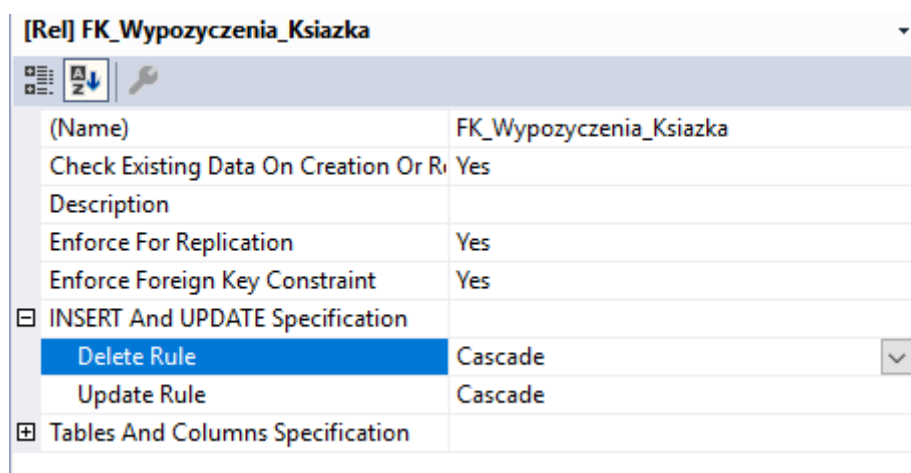 [Rel] FK_Wypozyczenia_Ksiazka
(Name) FK_Wypozyczenia_Ksiazka
Check Existing Data On Creation Or Re Yes
Description
Enforce For Replication Yes
Enforce Foreign Key Constraint Yes
INSERT And UPDATE Specification
Delete Rule Cascade
Update Rule Cascade
Tables And Columns Specification